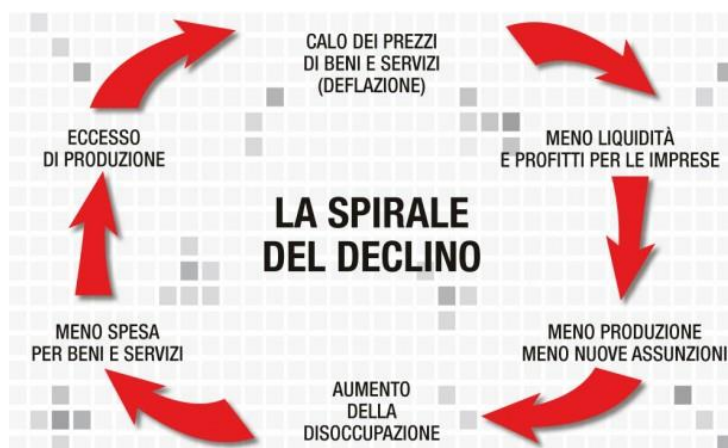 CALO DEI PREZZI
DI BENI E SERVIZI
(DEFLAZIONE)
MENO LIQUIDITÀ
E PROFITTI PER LE IMPRESE
MENO PRODUZIONE
MENO NUOVE ASSUNZIONI
AUMENTO
DELLA
DISOCCUPAZIONE
MENO SPESA
PER BENI E SERVIZI
ECCESSO
DI PRODUZIONE
LA SPIRALE
DEL DECLINO